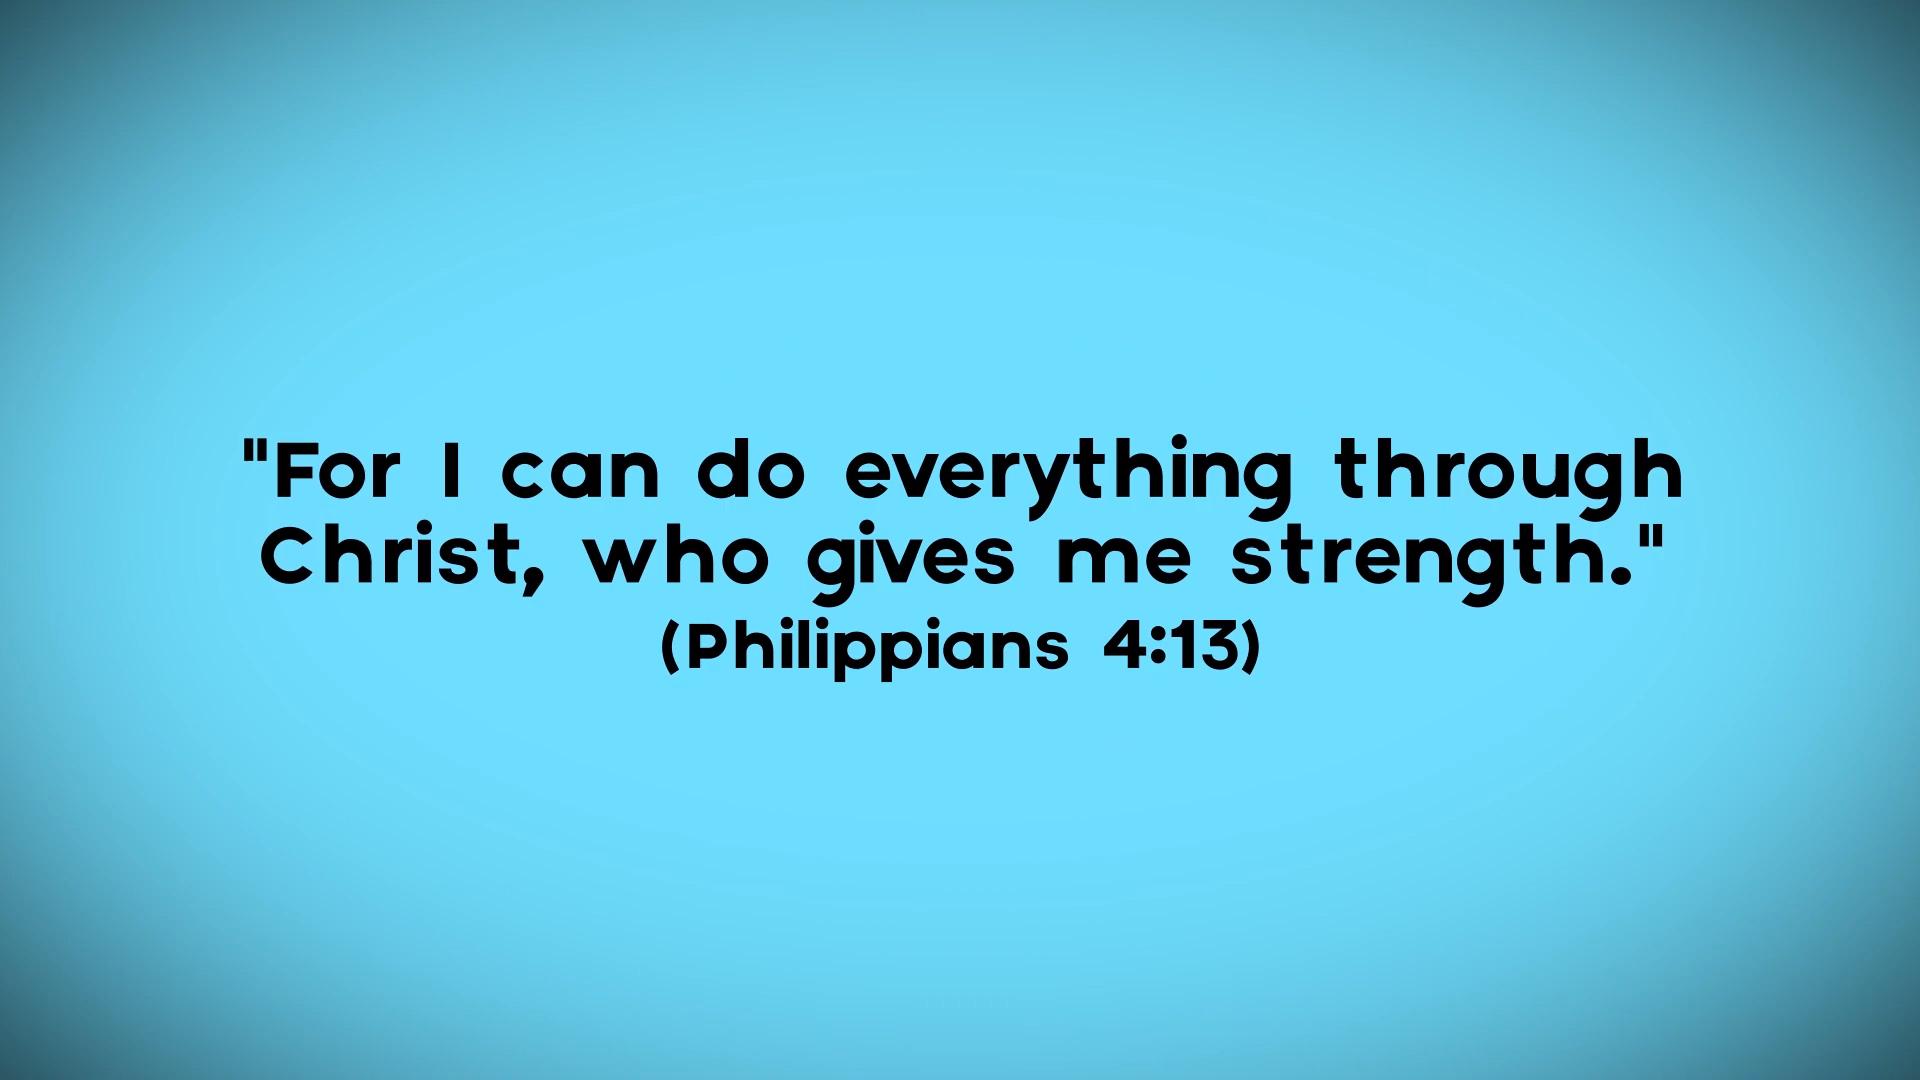 "For I can do everything through
Christ, who gives me strength."
(Philippians 4:13)